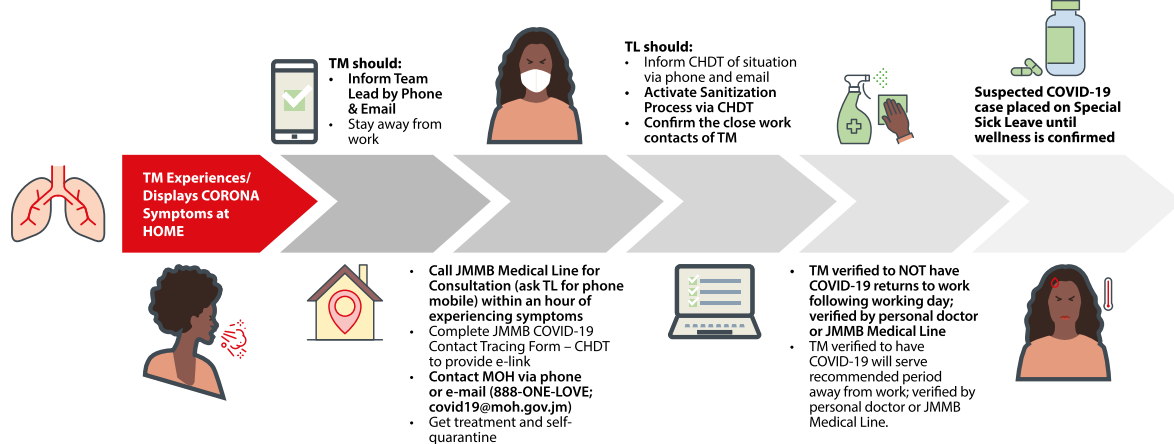 TM Experiences/
Displays CORONA
Symptoms at
HOME
TM should:
• Inform Team
Lead by Phone
& Email
• Stay away from
work
• Call JMMB Medical Line for
Consultation (ask TL for phone
mobile) within an hour of
experiencing symptoms
• Complete JMMB COVID-19
Contact Tracing Form – CHDT
to provide e-link
• Contact MOH via phone
or e-mail (888-ONE-LOVE;
covid19@moh.gov.jm)
• Get treatment and self-
quarantine
TL should:
• Inform CHDT of situation
via phone and email
• Activate Sanitization
Process via CHDT
• Confirm the close work
contacts of TM
• TM verified to NOT have
COVID-19 returns to work
following working day;
verified by personal doctor
or JMMB Medical Line
• TM verified to have
COVID-19 will serve
recommended period
away from work; verified by
personal doctor or JMMB
Medical Line.
Suspected COVID-19
case placed on Special
Sick Leave until
wellness is confirmed